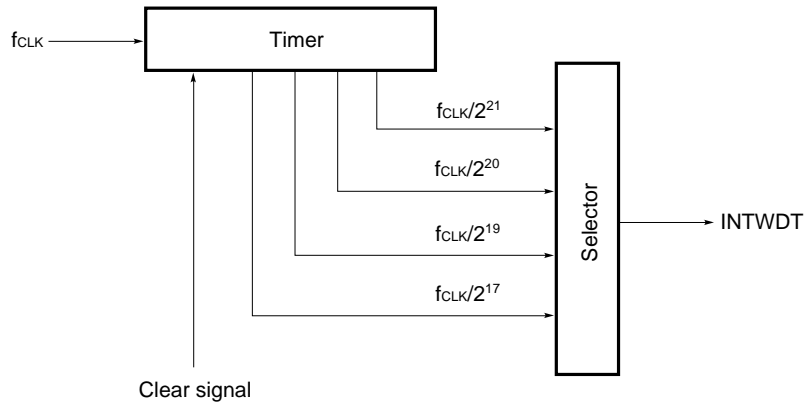 Timer
fCLK
fCLK/2^21
fCLK/2^20
Selector
INTWDT
fCLK/2^19
fCLK/2^17
Clear signal